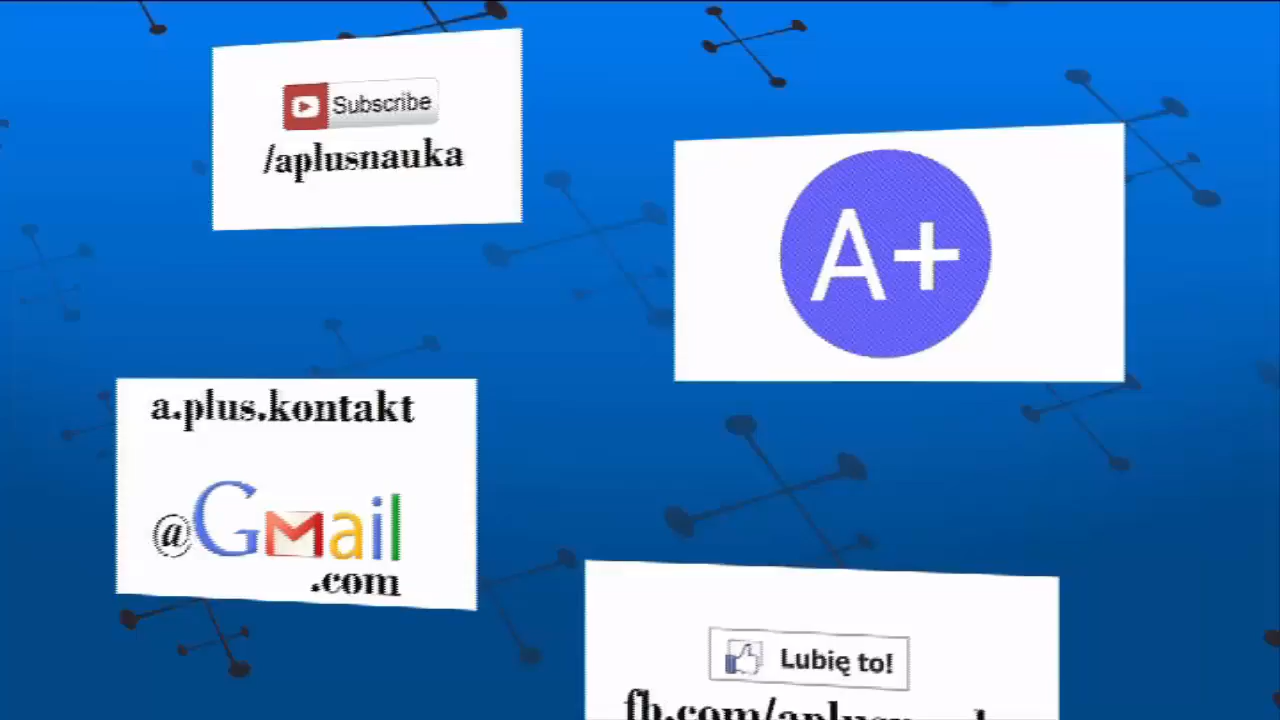 Subscribe
/aplusnauka
A+
a.plus.kontakt
@Gmail
.com
Lubię to!